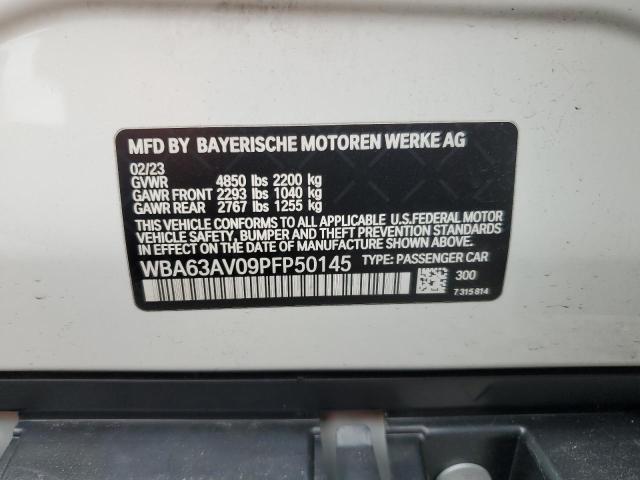 MFD BY BAYERISCHE MOTOREN WERKE AG
02/23
GVWR 4850 lbs 2200 kg
GAWR FRONT 2293 lbs 1040 kg
GAWR REAR 2767 lbs 1255 kg
THIS VEHICLE CONFORMS TO ALL APPLICABLE U.S.FEDERAL MOTOR
VEHICLE SAFETY, BUMPER AND THEFT PREVENTION STANDARDS
IN EFFECT ON THE DATE OF MANUFACTURE SHOWN ABOVE.
WBA63AV09PFP50145 TYPE: PASSENGER CAR
300
7 315 814